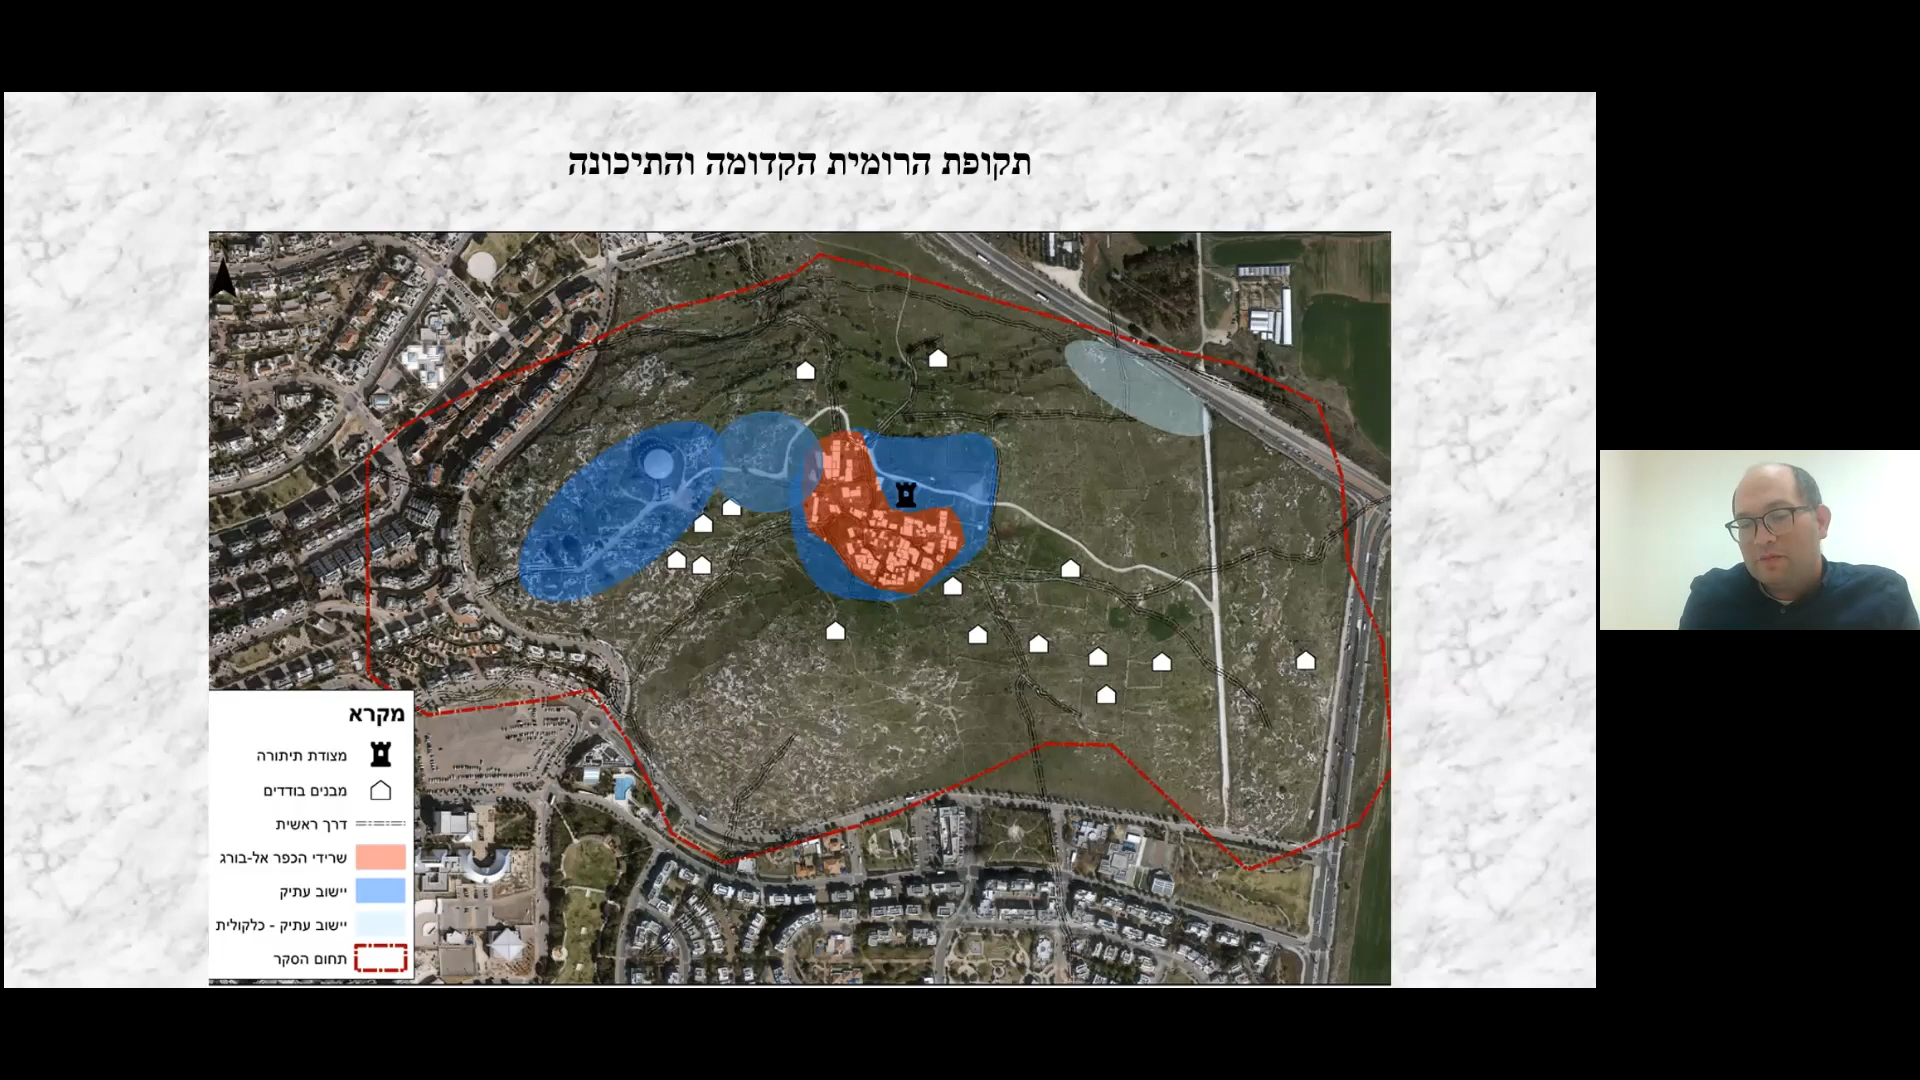 תקופת הרומית הקדומה והתיכונה
מקרא
מצודת תיתורה
מבנים בודדים
דרך ראשית
שרידי הכפר אל-בורג
יישוב עתיק
יישוב עתיק - כלקולית
תחום הסקר